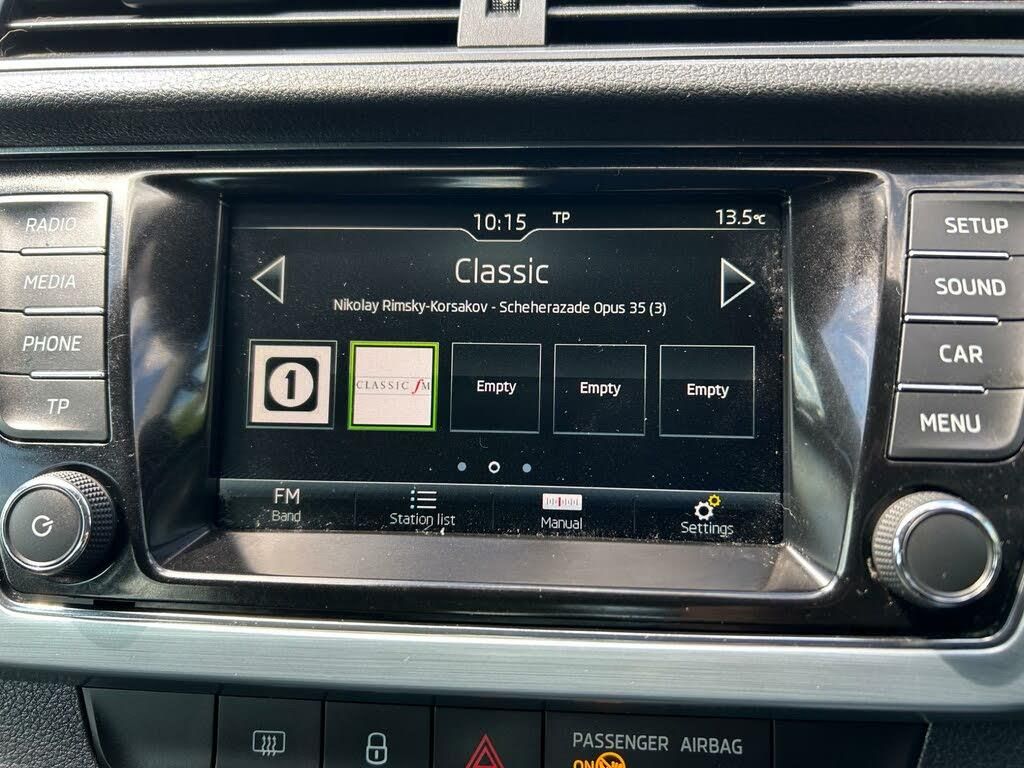 10:15 TP 13.5°C
RADIO
MEDIA
PHONE
TP
Classic
Nikolay Rimsky-Korsakov - Scheherazade Opus 35 (3)
1
CLASSIC fM
Empty
Empty
Empty
FM
Band
Station list
Manual
Settings
SETUP
SOUND
CAR
MENU
PASSENGER AIRBAG
ON